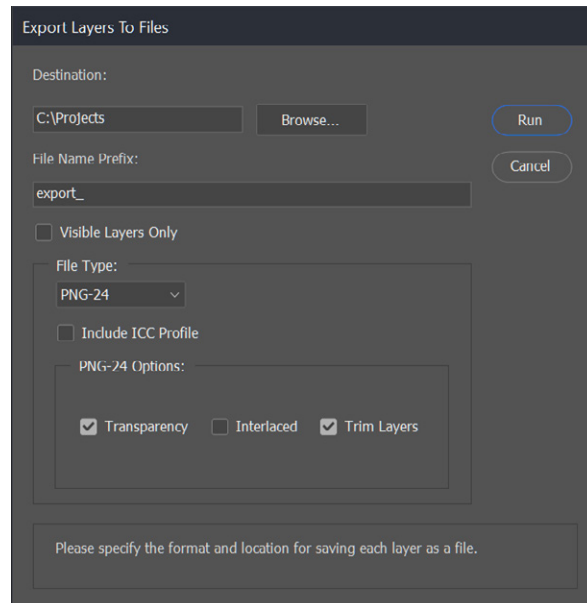 Export Layers To Files
Destination:
C:\Projects
Browse...
Run
File Name Prefix:
Cancel
export_
Visible Layers Only
File Type:
PNG-24
Include ICC Profile
PNG-24 Options:
Transparency Interlaced Trim Layers
Please specify the format and location for saving each layer as a file.